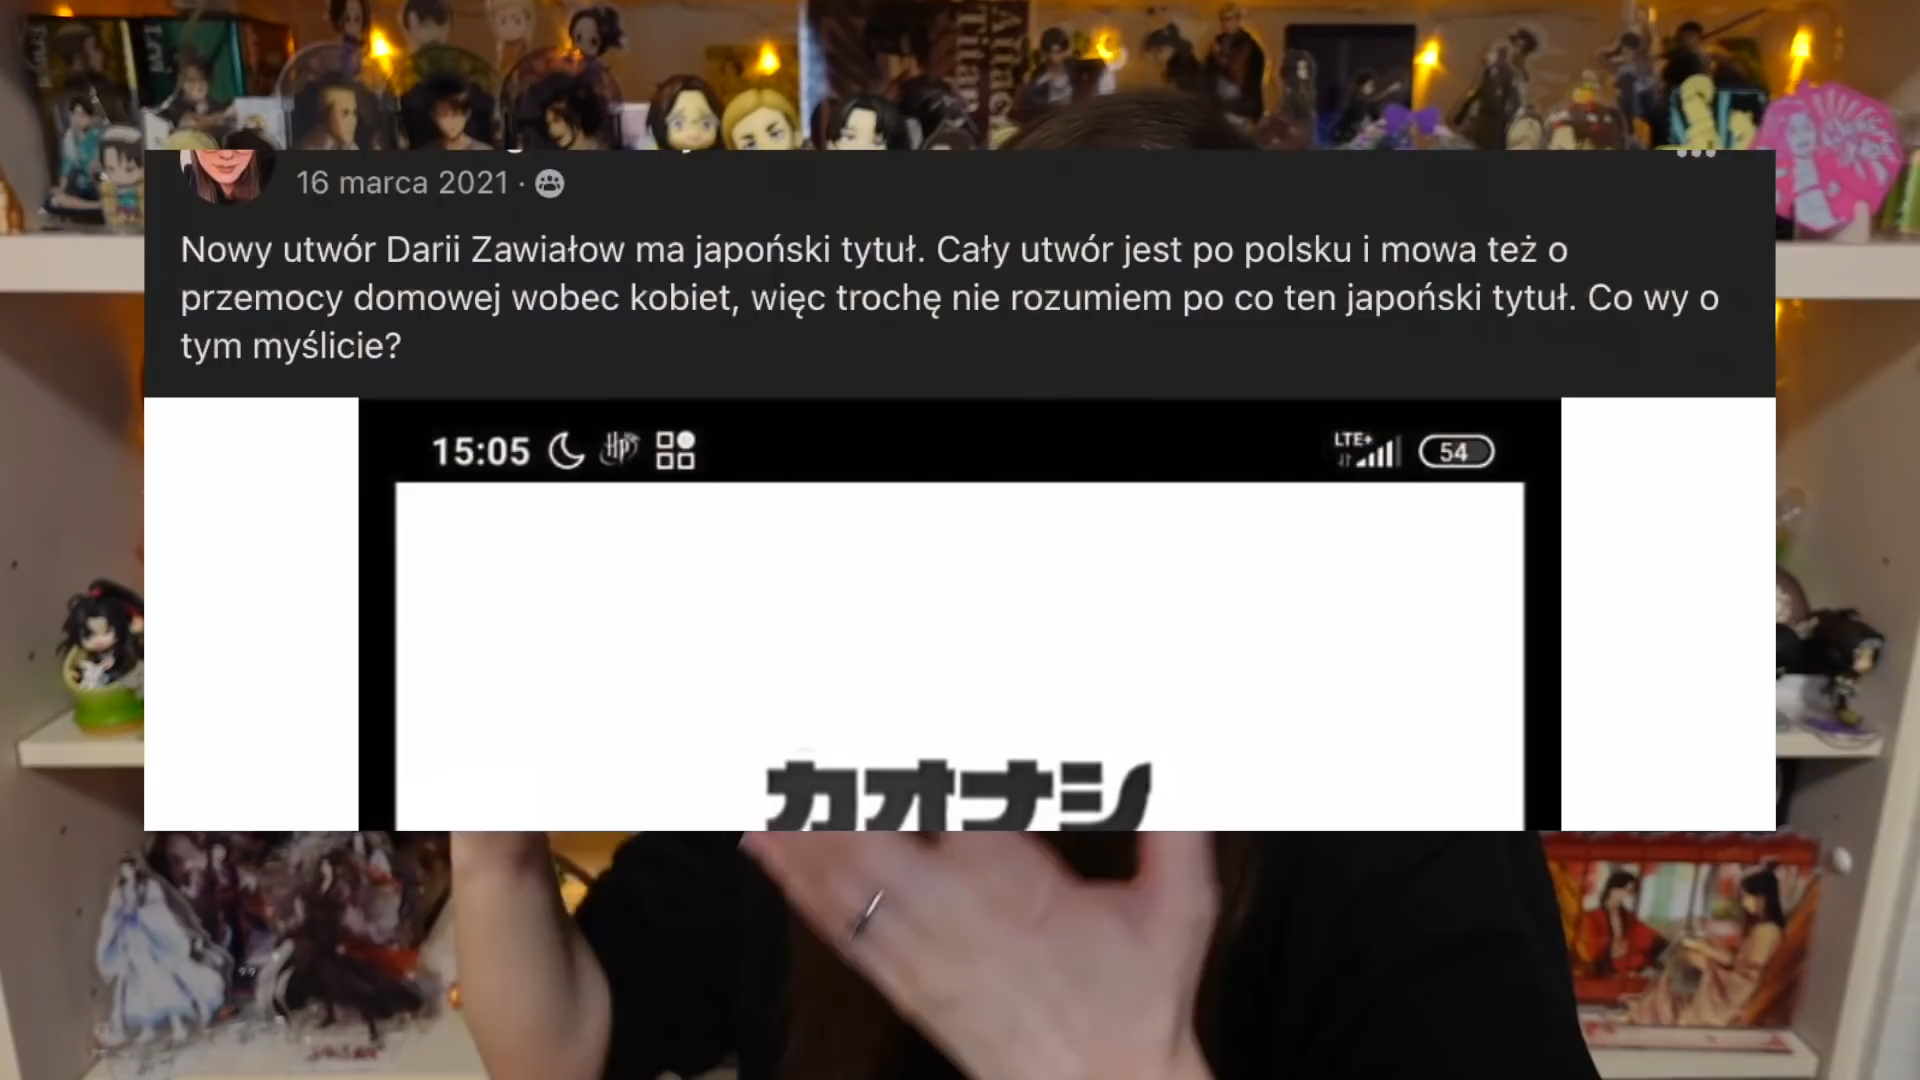 Attack
Titan
16 marca 2021 ·
Nowy utwór Darii Zawiałow ma japoński tytuł. Cały utwór jest po polsku i mowa też o
przemocy domowej wobec kobiet, więc trochę nie rozumiem po co ten japoński tytuł. Co wy o
tym myślicie?
15:05
LTE+
54
カオナシ